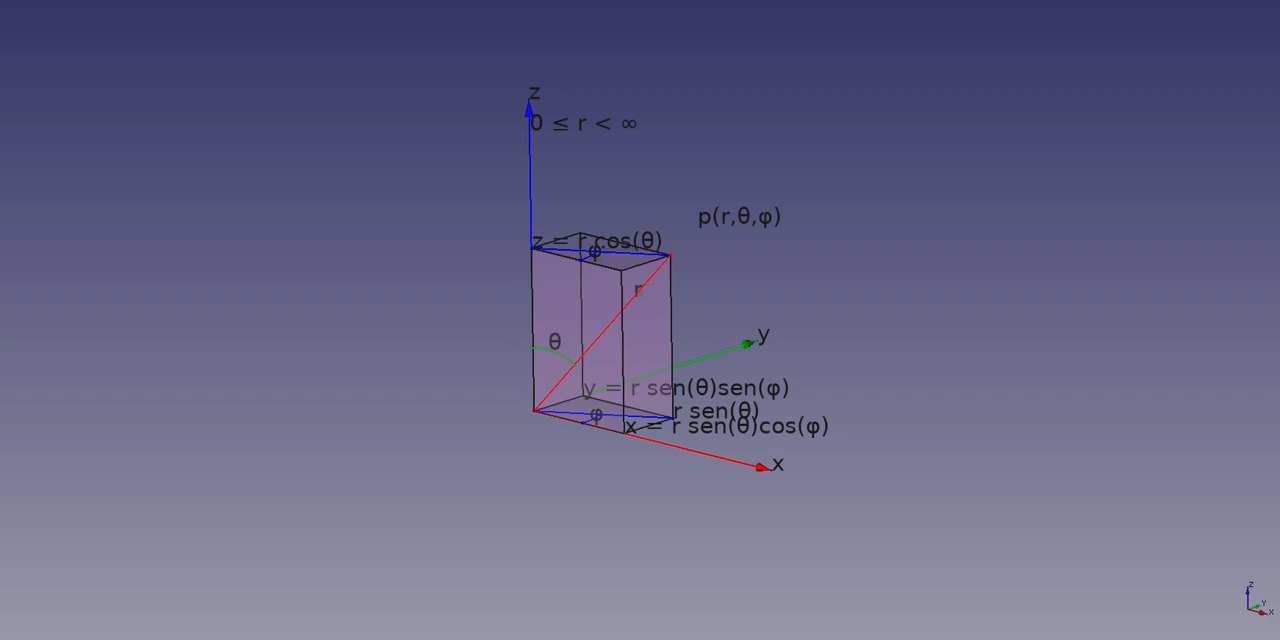 z
0 ≤ r < ∞
p(r,θ,φ)
z = r cos(θ)
φ
r
y
θ
y = r sen(θ)sen(φ)
r sen(θ)
φ
x = r sen(θ)cos(φ)
x
z
Y
X